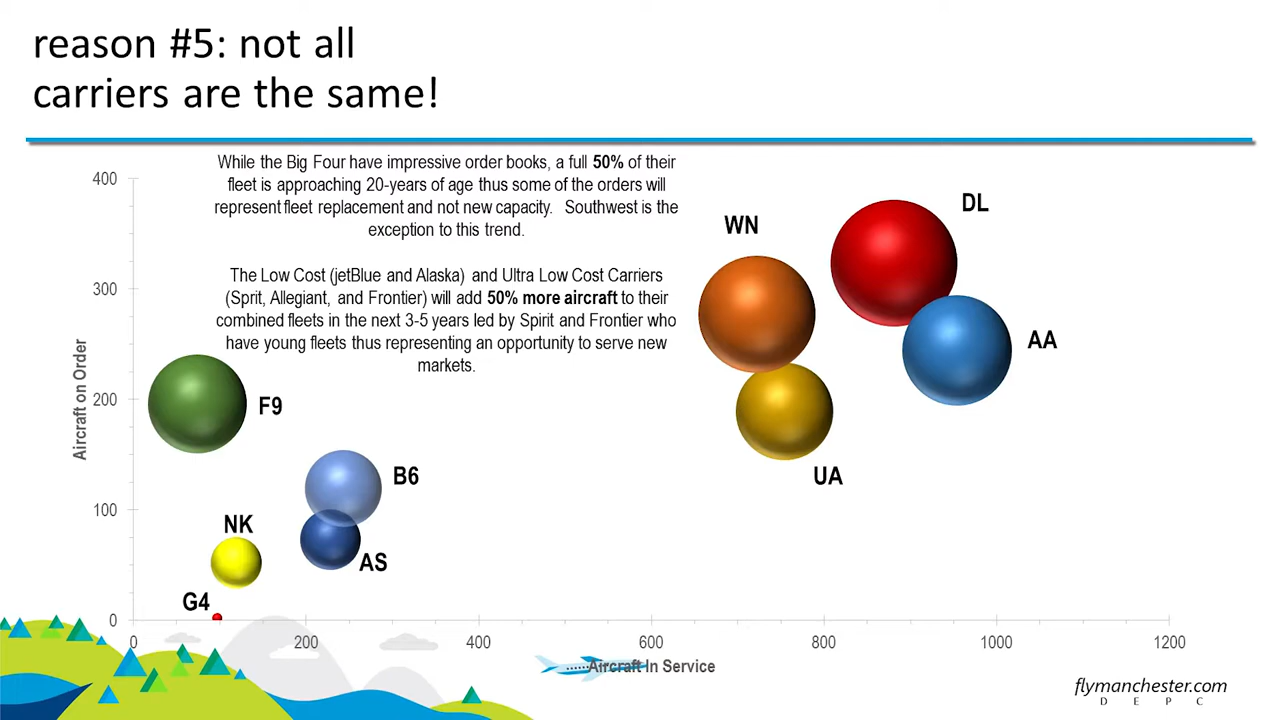 reason #5: not all
carriers are the same!
While the Big Four have impressive order books, a full 50% of their
fleet is approaching 20-years of age thus some of the orders will
represent fleet replacement and not new capacity. Southwest is the
exception to this trend.
The Low Cost (jetBlue and Alaska) and Ultra Low Cost Carriers
(Sprit, Allegiant, and Frontier) will add 50% more aircraft to their
combined fleets in the next 3-5 years led by Spirit and Frontier who
have young fleets thus representing an opportunity to serve new
markets.
Aircraft on Order
400
300
200
100
0
WN
DL
AA
UA
F9
B6
NK
AS
G4
0
200
400
600
800
1000
1200
Aircraft In Service
flymanchester.com
D E P C